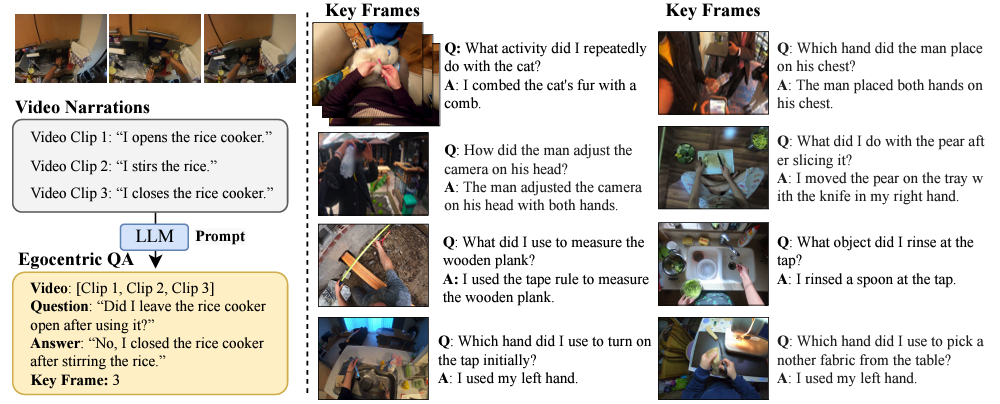 Video Narrations
Video Clip 1: “I opens the rice cooker.”
Video Clip 2: “I stirs the rice.”
Video Clip 3: “I closes the rice cooker.”
LLM
Prompt
Egocentric QA
Video: [Clip 1, Clip 2, Clip 3]
Question: “Did I leave the rice cooker
open after using it?”
Answer: “No, I closed the rice cooker
after stirring the rice.”
Key Frame: 3
Key Frames
Q: What activity did I repeatedly
do with the cat?
A: I combed the cat's fur with a
comb.
Q: How did the man adjust the
camera on his head?
A: The man adjusted the camera
on his head with both hands.
Q: What did I use to measure the
wooden plank?
A: I used the tape rule to measure
the wooden plank.
Q: Which hand did I use to turn on
the tap initially?
A: I used my left hand.
Key Frames
Q: Which hand did the man place
on his chest?
A: The man placed both hands on
his chest.
Q: What did I do with the pear aft
er slicing it?
A: I moved the pear on the tray w
ith the knife in my right hand.
Q: What object did I rinse at the
tap?
A: I rinsed a spoon at the tap.
Q: Which hand did I use to pick a
nother fabric from the table?
A: I used my left hand.